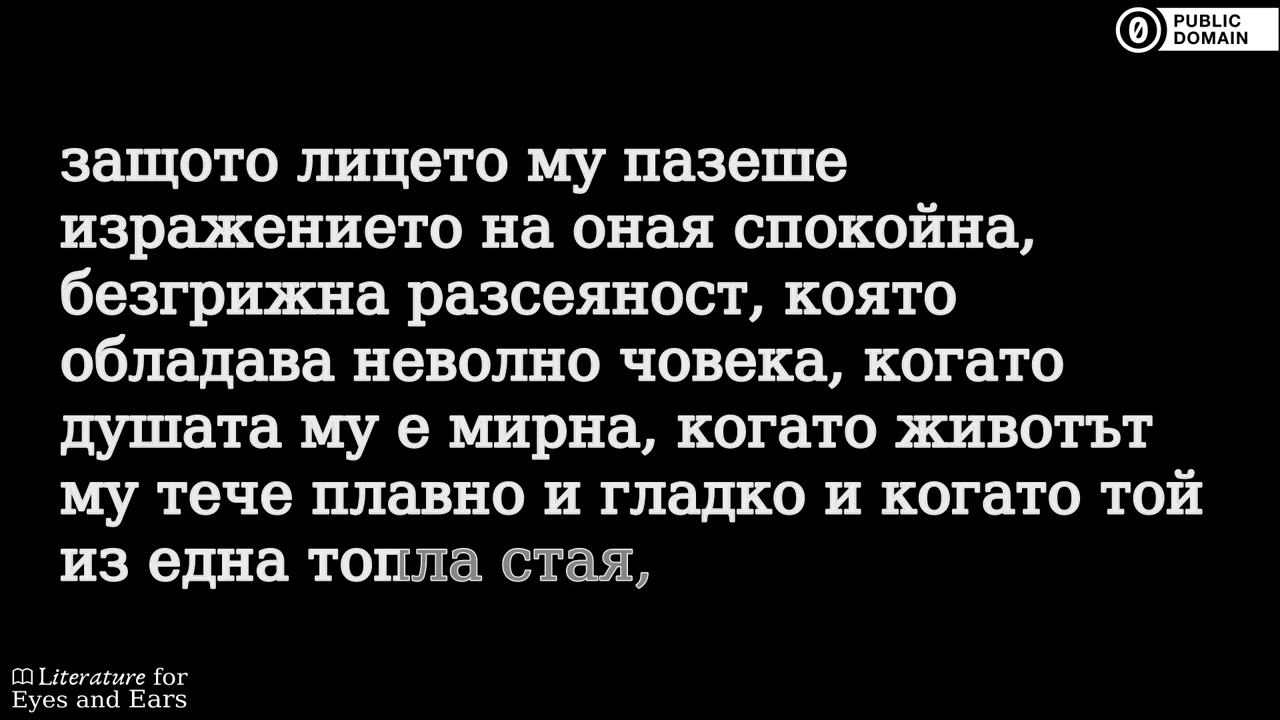 PUBLIC
DOMAIN
защото лицето му пазеше
изражението на оная спокойна,
безгрижна разсеяност, която
обладава неволно човека, когато
душата му е мирна, когато животът
му тече плавно и гладко и когато той
из една топла стая,
Literature for
Eyes and Ears